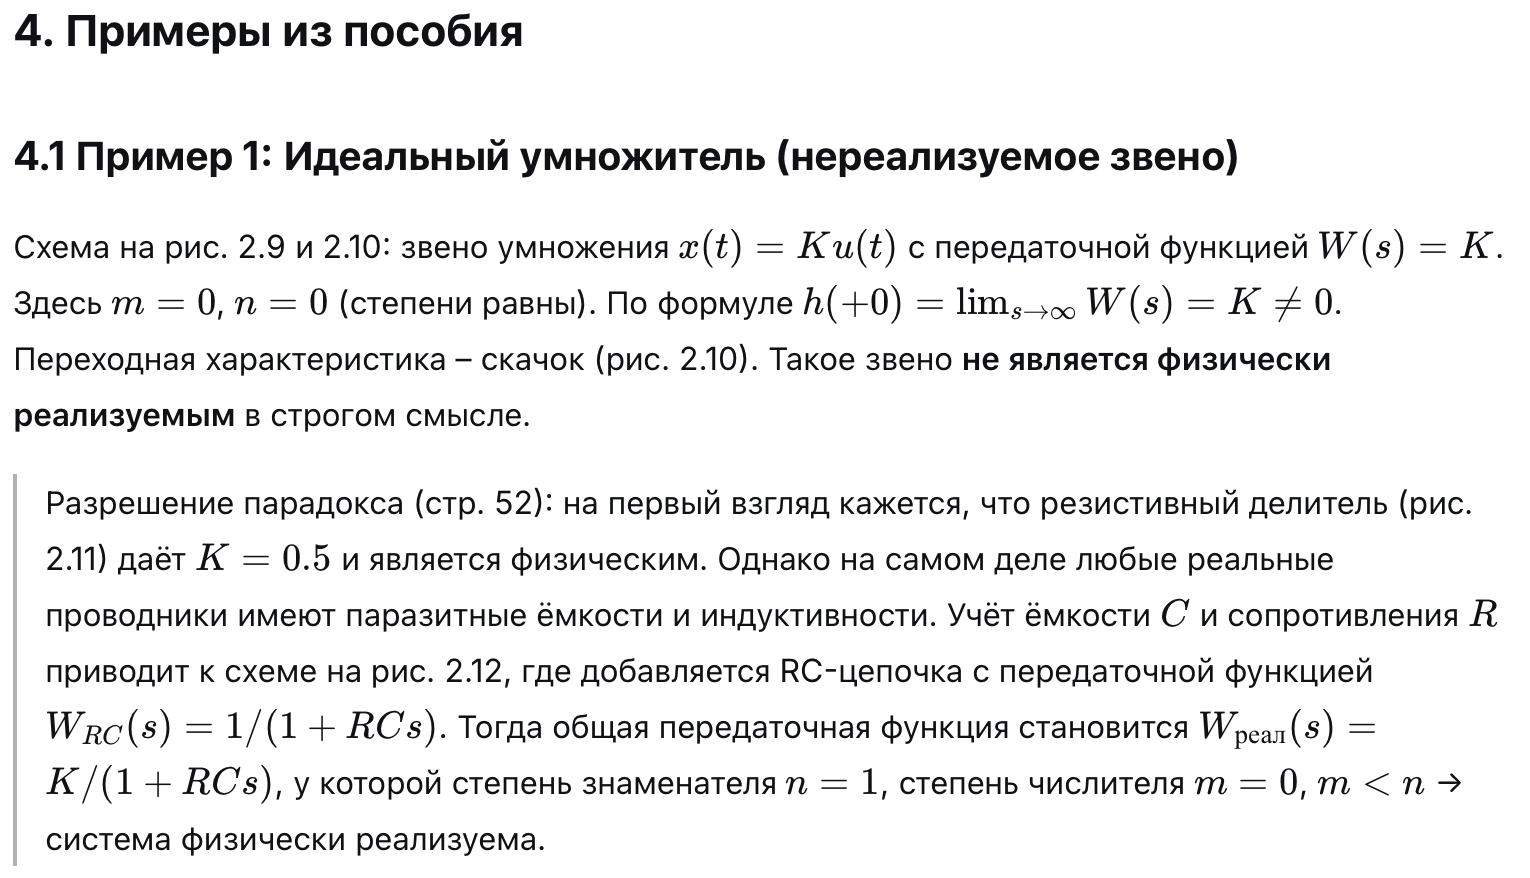 4. Примеры из пособия
4.1 Пример 1: Идеальный умножитель (нереализуемое звено)
Схема на рис. 2.9 и 2.10: звено умножения x(t) = Ku(t) с передаточной функцией W(s) = K.
Здесь m = 0, n = 0 (степени равны). По формуле h(+0) = lim_{s→∞} W(s) = K ≠ 0.
Переходная характеристика – скачок (рис. 2.10). Такое звено не является физически
реализуемым в строгом смысле.
Разрешение парадокса (стр. 52): на первый взгляд кажется, что резистивный делитель (рис.
2.11) даёт K = 0.5 и является физическим. Однако на самом деле любые реальные
проводники имеют паразитные ёмкости и индуктивности. Учёт ёмкости C и сопротивления R
приводит к схеме на рис. 2.12, где добавляется RC-цепочка с передаточной функцией
W_{RC}(s) = 1/(1 + RCs). Тогда общая передаточная функция становится W_{реал}(s) =
K/(1 + RCs), у которой степень знаменателя n = 1, степень числителя m = 0, m < n →
система физически реализуема.